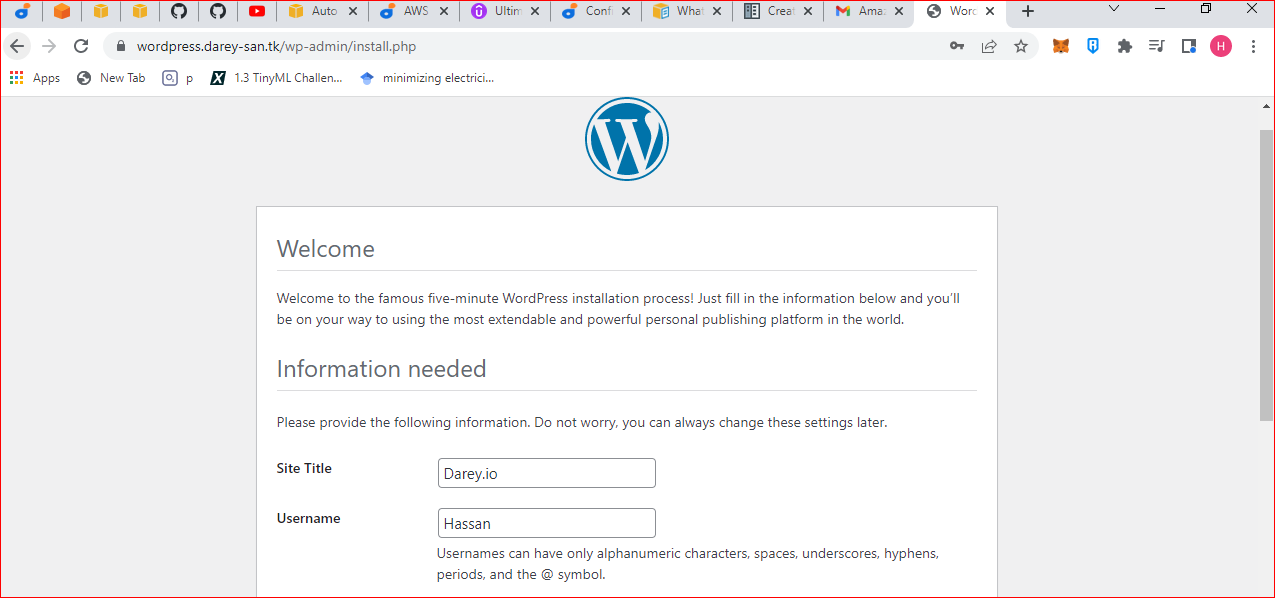 Auto
AWS
Ultim
Confi
What
Creat
Amaz
Word
wordpress.darey-san.tk/wp-admin/install.php
H
Apps
New Tab
p
1.3 TinyML Challen...
minimizing electrici...
W
Welcome
Welcome to the famous five-minute WordPress installation process! Just fill in the information below and you’ll
be on your way to using the most extendable and powerful personal publishing platform in the world.
Information needed
Please provide the following information. Do not worry, you can always change these settings later.
Site Title
Darey.io
Username
Hassan
Usernames can have only alphanumeric characters, spaces, underscores, hyphens,
periods, and the @ symbol.